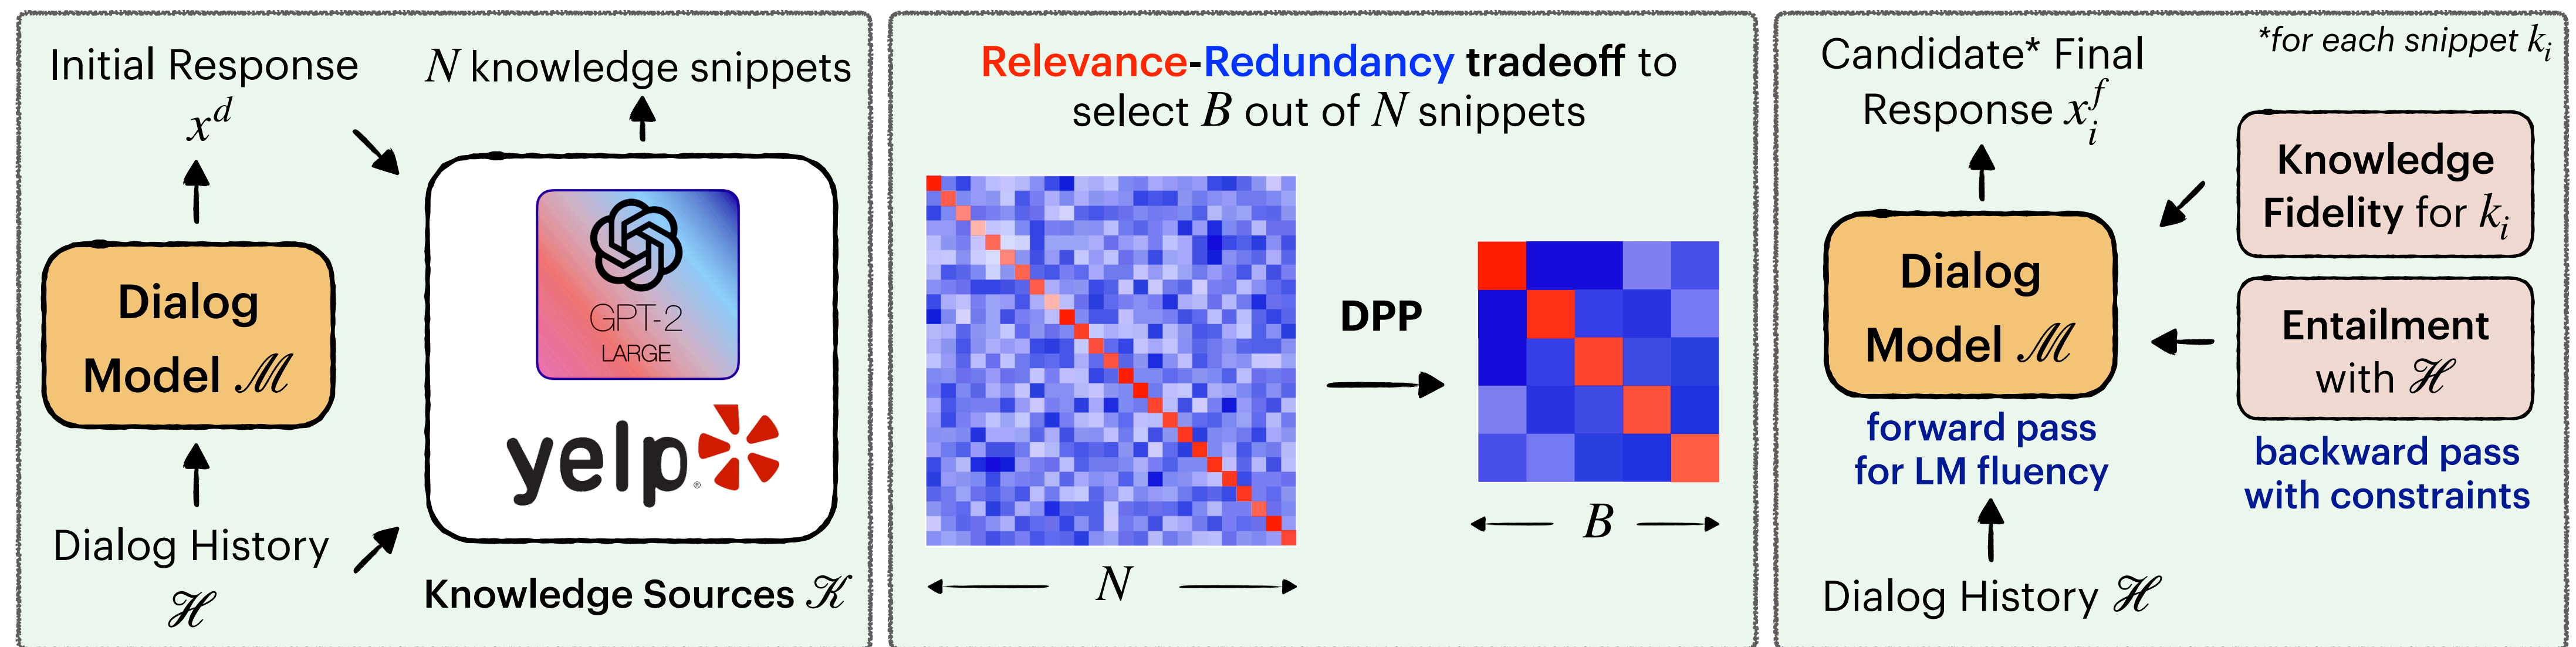 Initial Response
x^d
N knowledge snippets
Dialog
Model ℳ
GPT-2
LARGE
yelp
®
Dialog History
ℋ
Knowledge Sources 𝒦
Relevance-Redundancy tradeoff to
select B out of N snippets
DPP
N
B
*for each snippet k_i
Candidate* Final
Response x_i^f
Knowledge
Fidelity for k_i
Dialog
Model ℳ
Entailment
with ℋ
forward pass
for LM fluency
backward pass
with constraints
Dialog History ℋ